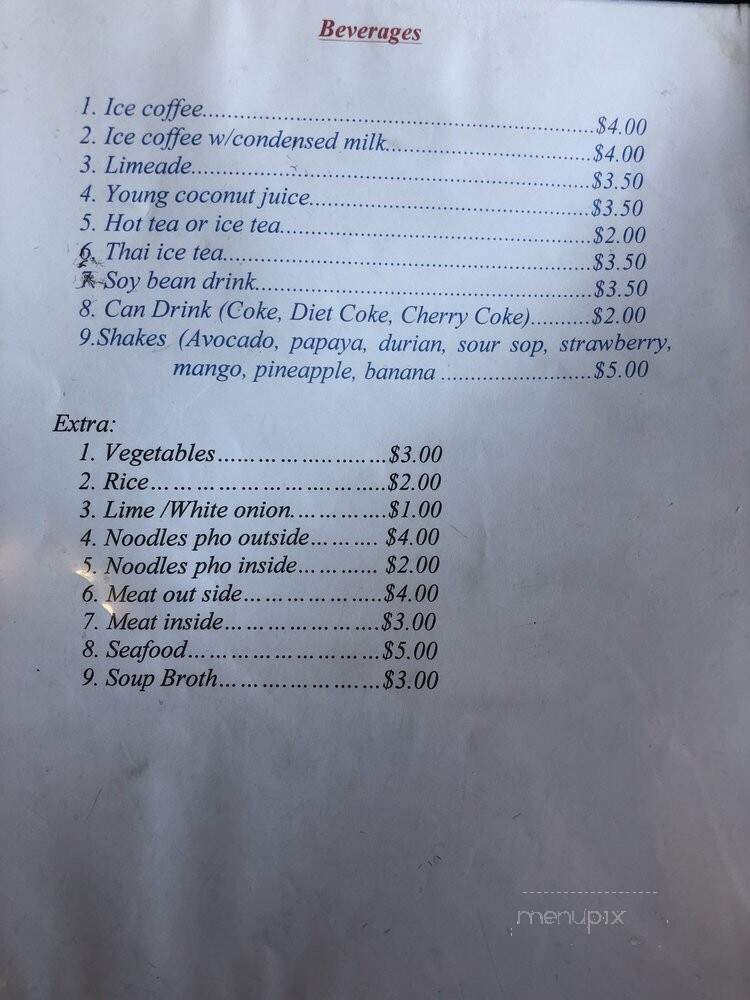 Beverages
1. Ice coffee..................................................................$4.00
2. Ice coffee w/condensed milk...................................$4.00
3. Limeade..................................................................$3.50
4. Young coconut juice...............................................$3.50
5. Hot tea or ice tea....................................................$2.00
6. Thai ice tea.............................................................$3.50
7. Soy bean drink........................................................$3.50
8. Can Drink (Coke, Diet Coke, Cherry Coke)..........$2.00
9.Shakes (Avocado, papaya, durian, sour sop, strawberry,
mango, pineapple, banana .........................$5.00
Extra:
1. Vegetables...........................$3.00
2. Rice.....................................$2.00
3. Lime /White onion...............$1.00
4. Noodles pho outside........... $4.00
5. Noodles pho inside............. $2.00
6. Meat out side.......................$4.00
7. Meat inside..........................$3.00
8. Seafood................................$5.00
9. Soup Broth...........................$3.00
menupix